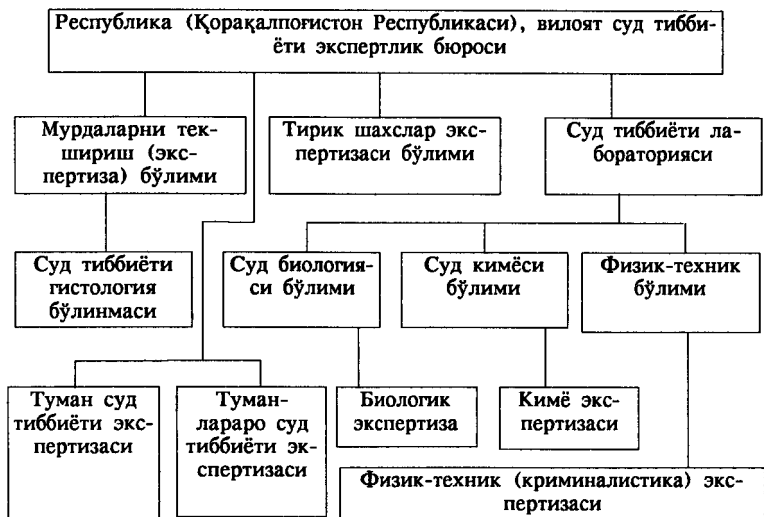 Республика (Қорақалпоғистон Республикаси), вилоят суд тибби-
ёти экспертлик бюроси
Мурдаларни тек-
шириш (экс-
пертиза) бўлими
Тирик шахслар экс-
пертизаси бўлими
Суд тиббиёти ла-
бораторияси
Суд тиббиёти
гистология
бўлинмаси
Суд биология-
си бўлими
Суд кимёси
бўлими
Физик-техник
бўлими
Туман суд
тиббиёти экс-
пертизаси
Туман-
лараро суд
тиббиёти эк-
спертизаси
Биологик
экспертиза
Кимё экс-
пертизаси
Физик-техник (криминалистика) экс-
пертизаси